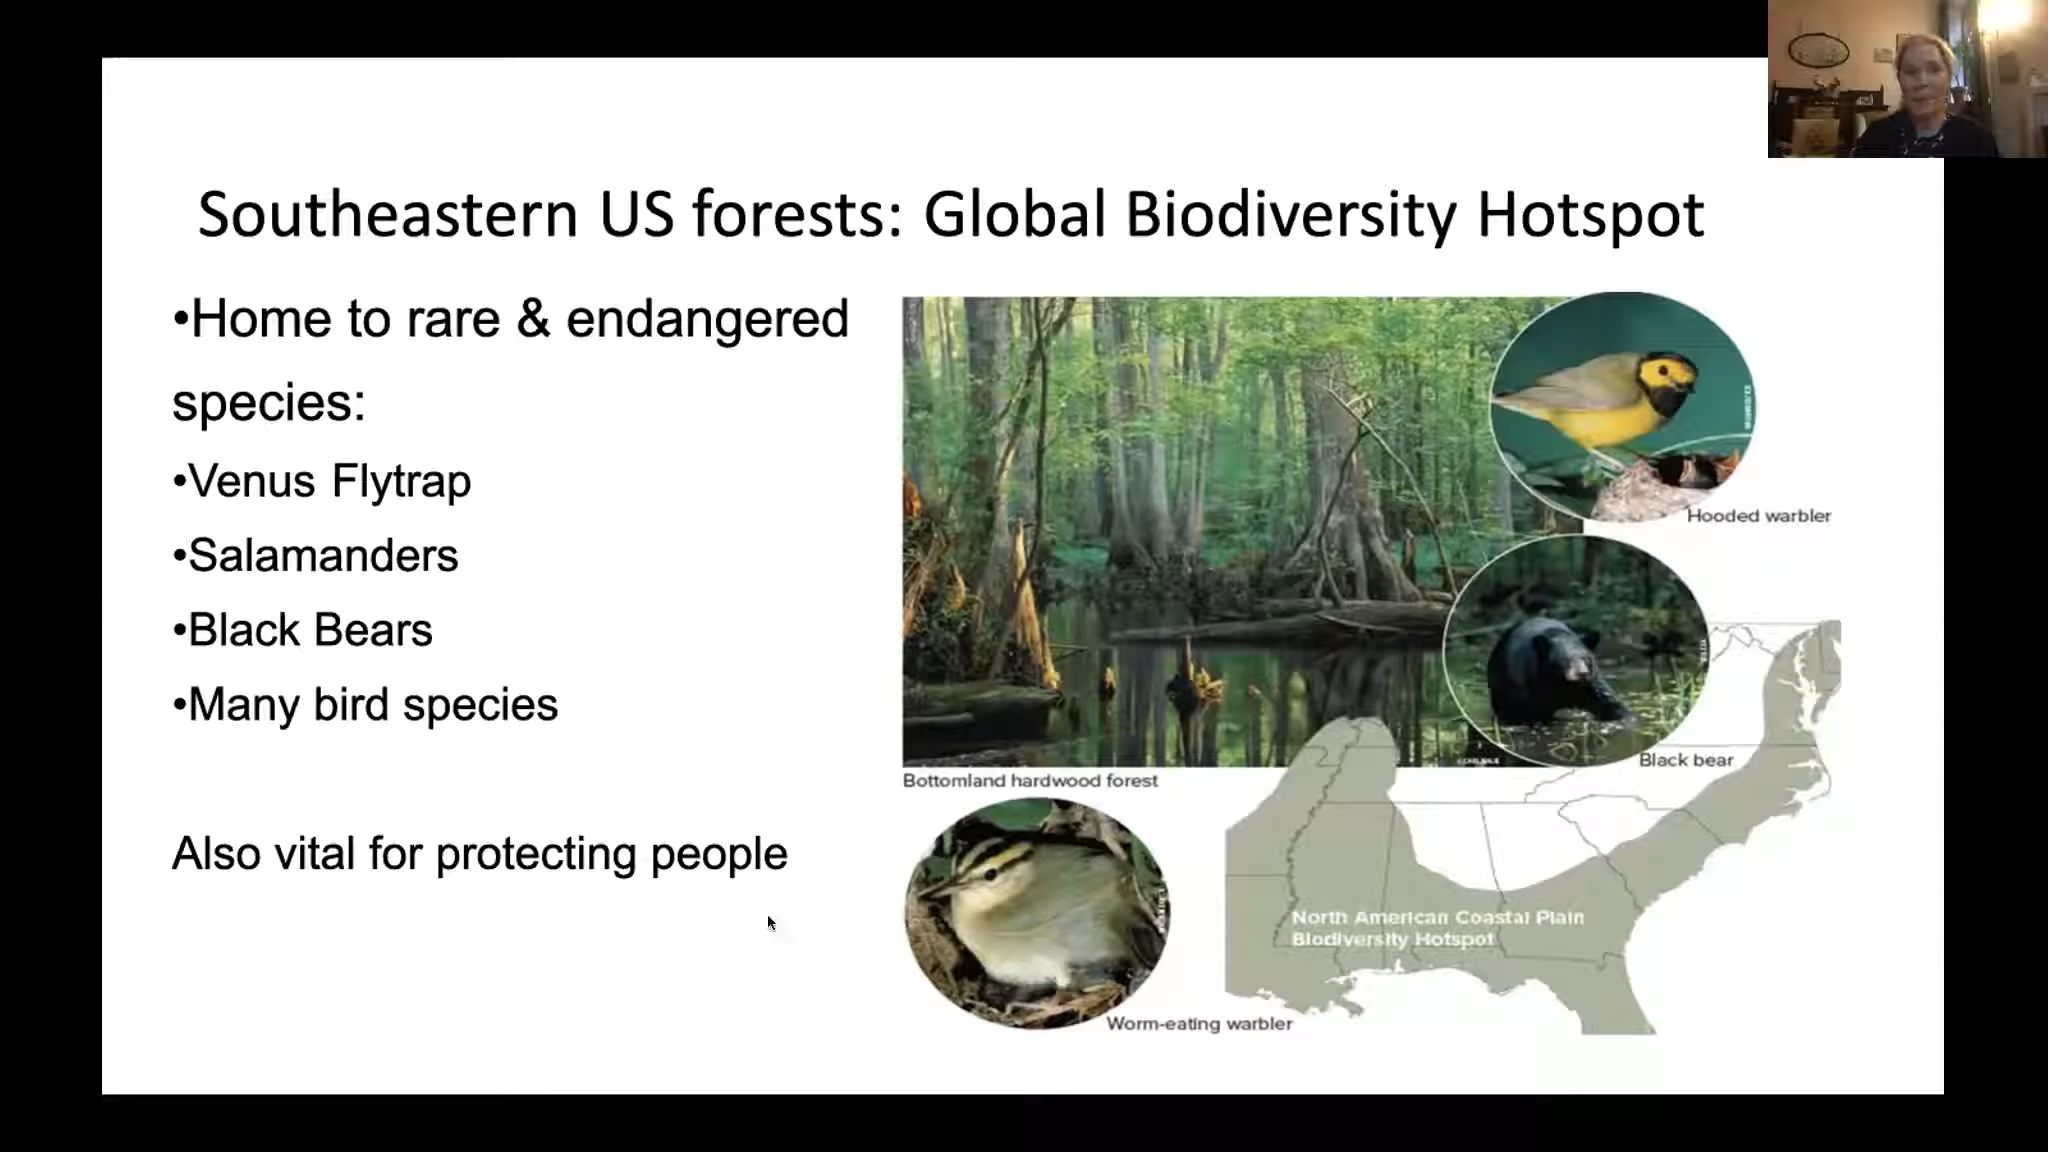 Southeastern US forests: Global Biodiversity Hotspot
•Home to rare & endangered
species:
•Venus Flytrap
•Salamanders
•Black Bears
•Many bird species
Also vital for protecting people
Hooded warbler
Black bear
Bottomland hardwood forest
North American Coastal Plain
Biodiversity Hotspot
Worm-eating warbler